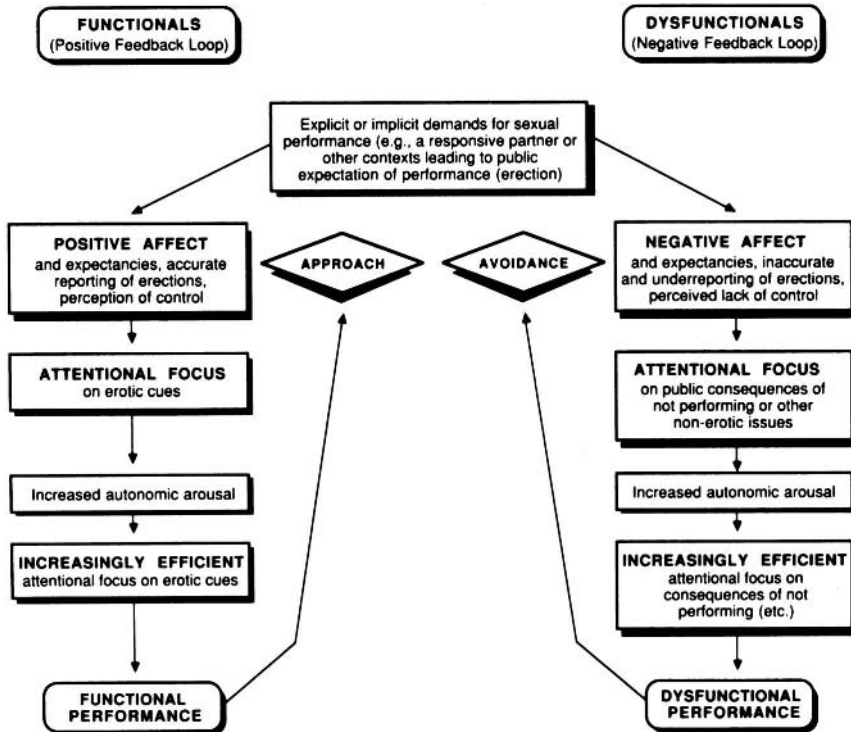 FUNCTIONALS
(Positive Feedback Loop)
DYSFUNCTIONALS
(Negative Feedback Loop)
Explicit or implicit demands for sexual
performance (e.g., a responsive partner or
other contexts leading to public
expectation of performance (erection)
POSITIVE AFFECT
and expectancies, accurate
reporting of erections,
perception of control
APPROACH
AVOIDANCE
NEGATIVE AFFECT
and expectancies, inaccurate
and underreporting of erections,
perceived lack of control
ATTENTIONAL FOCUS
on erotic cues
ATTENTIONAL FOCUS
on public consequences of
not performing or other
non-erotic issues
Increased autonomic arousal
Increased autonomic arousal
INCREASINGLY EFFICIENT
attentional focus on erotic cues
INCREASINGLY EFFICIENT
attentional focus on
consequences of not
performing (etc.)
FUNCTIONAL
PERFORMANCE
DYSFUNCTIONAL
PERFORMANCE